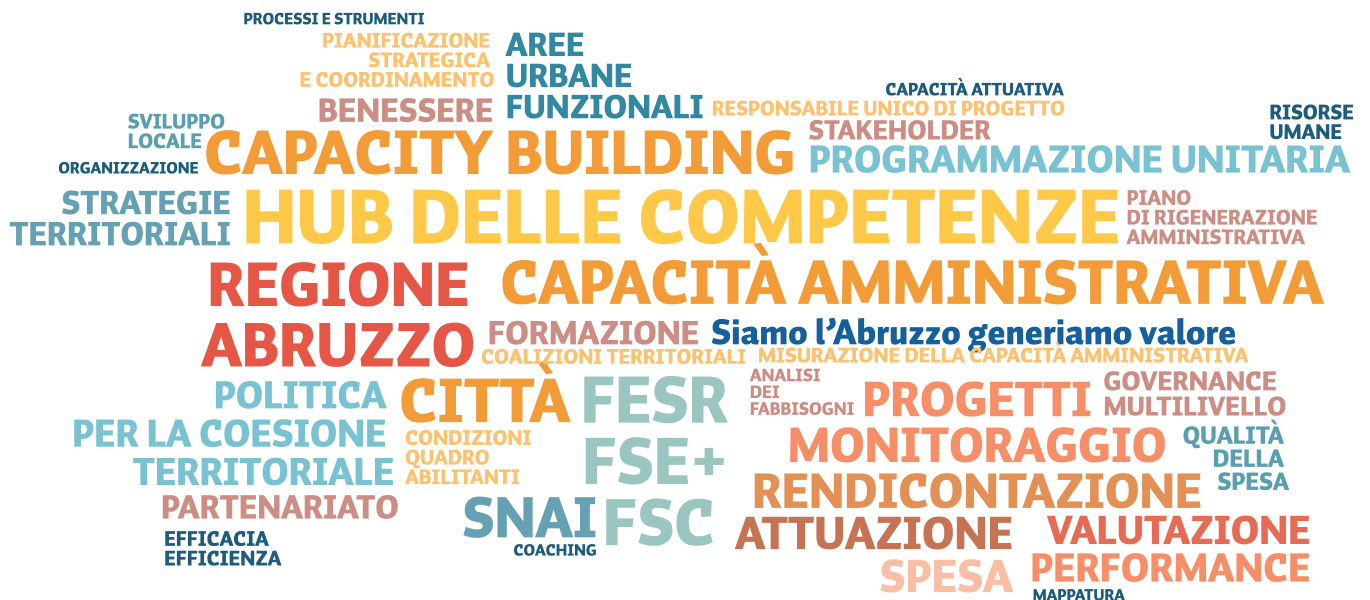 PROCESSI E STRUMENTI
PIANIFICAZIONE
STRATEGICA
E COORDINAMENTO
AREE
URBANE
FUNZIONALI
BENESSERE
CAPACITÀ ATTUATIVA
RESPONSABILE UNICO DI PROGETTO
RISORSE
UMANE
SVILUPPO
LOCALE
ORGANIZZAZIONE
CAPACITY BUILDING
STAKEHOLDER
PROGRAMMAZIONE UNITARIA
STRATEGIE
TERRITORIALI
HUB DELLE COMPETENZE
PIANO
DI RIGENERAZIONE
AMMINISTRATIVA
REGIONE
ABRUZZO
CAPACITÀ AMMINISTRATIVA
FORMAZIONE
Siamo l'Abruzzo generiamo valore
COALIZIONI TERRITORIALI
MISURAZIONE DELLA CAPACITÀ AMMINISTRATIVA
POLITICA
PER LA COESIONE
TERRITORIALE
CITTÀ
FESR
FSE+
FSC
ANALISI
DEI
FABBISOGNI
PROGETTI
GOVERNANCE
MULTILIVELLO
CONDIZIONI
QUADRO
ABILITANTI
MONITORAGGIO
QUALITÀ
DELLA
SPESA
RENDICONTAZIONE
PARTENARIATO
SNAI
COACHING
ATTUAZIONE
VALUTAZIONE
EFFICACIA
EFFICIENZA
SPESA
PERFORMANCE
MAPPATURA